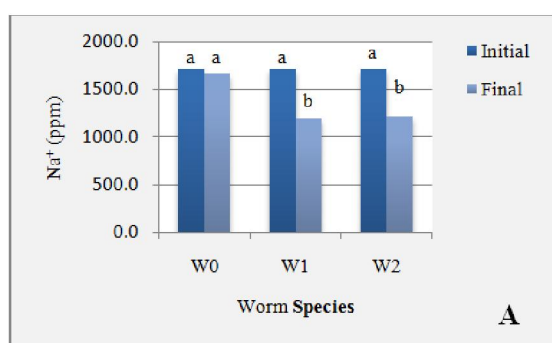 2000.0
1500.0
1000.0
500.0
0.0
Na⁺ (ppm)
a a a b a b
W0 W1 W2
Worm Species
Initial
Final
A